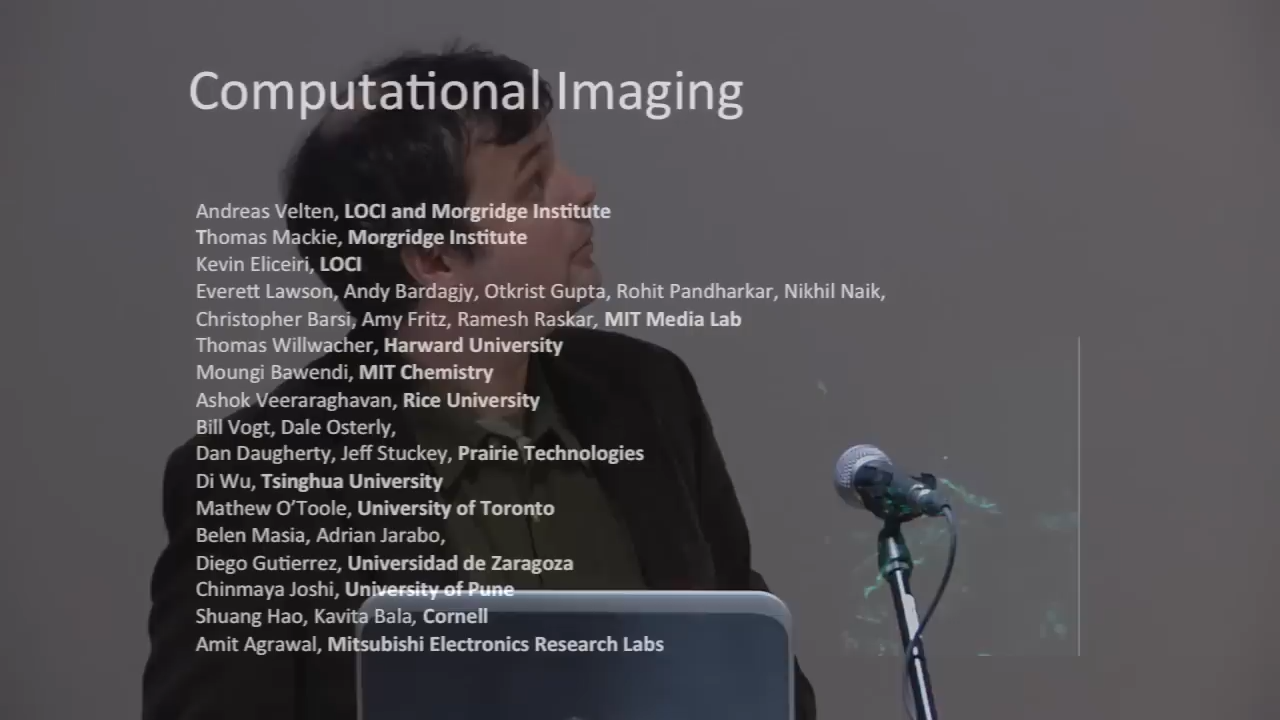 Computational Imaging
Andreas Velten, LOCI and Morgridge Institute
Thomas Mackie, Morgridge Institute
Kevin Eliceiri, LOCI
Everett Lawson, Andy Bardagjy, Otkrist Gupta, Rohit Pandharkar, Nikhil Naik,
Christopher Barsi, Amy Fritz, Ramesh Raskar, MIT Media Lab
Thomas Willwacher, Harward University
Moungi Bawendi, MIT Chemistry
Ashok Veeraraghavan, Rice University
Bill Vogt, Dale Osterly,
Dan Daugherty, Jeff Stuckey, Prairie Technologies
Di Wu, Tsinghua University
Mathew O’Toole, University of Toronto
Belen Masia, Adrian Jarabo,
Diego Gutierrez, Universidad de Zaragoza
Chinmaya Joshi, University of Pune
Shuang Hao, Kavita Bala, Cornell
Amit Agrawal, Mitsubishi Electronics Research Labs